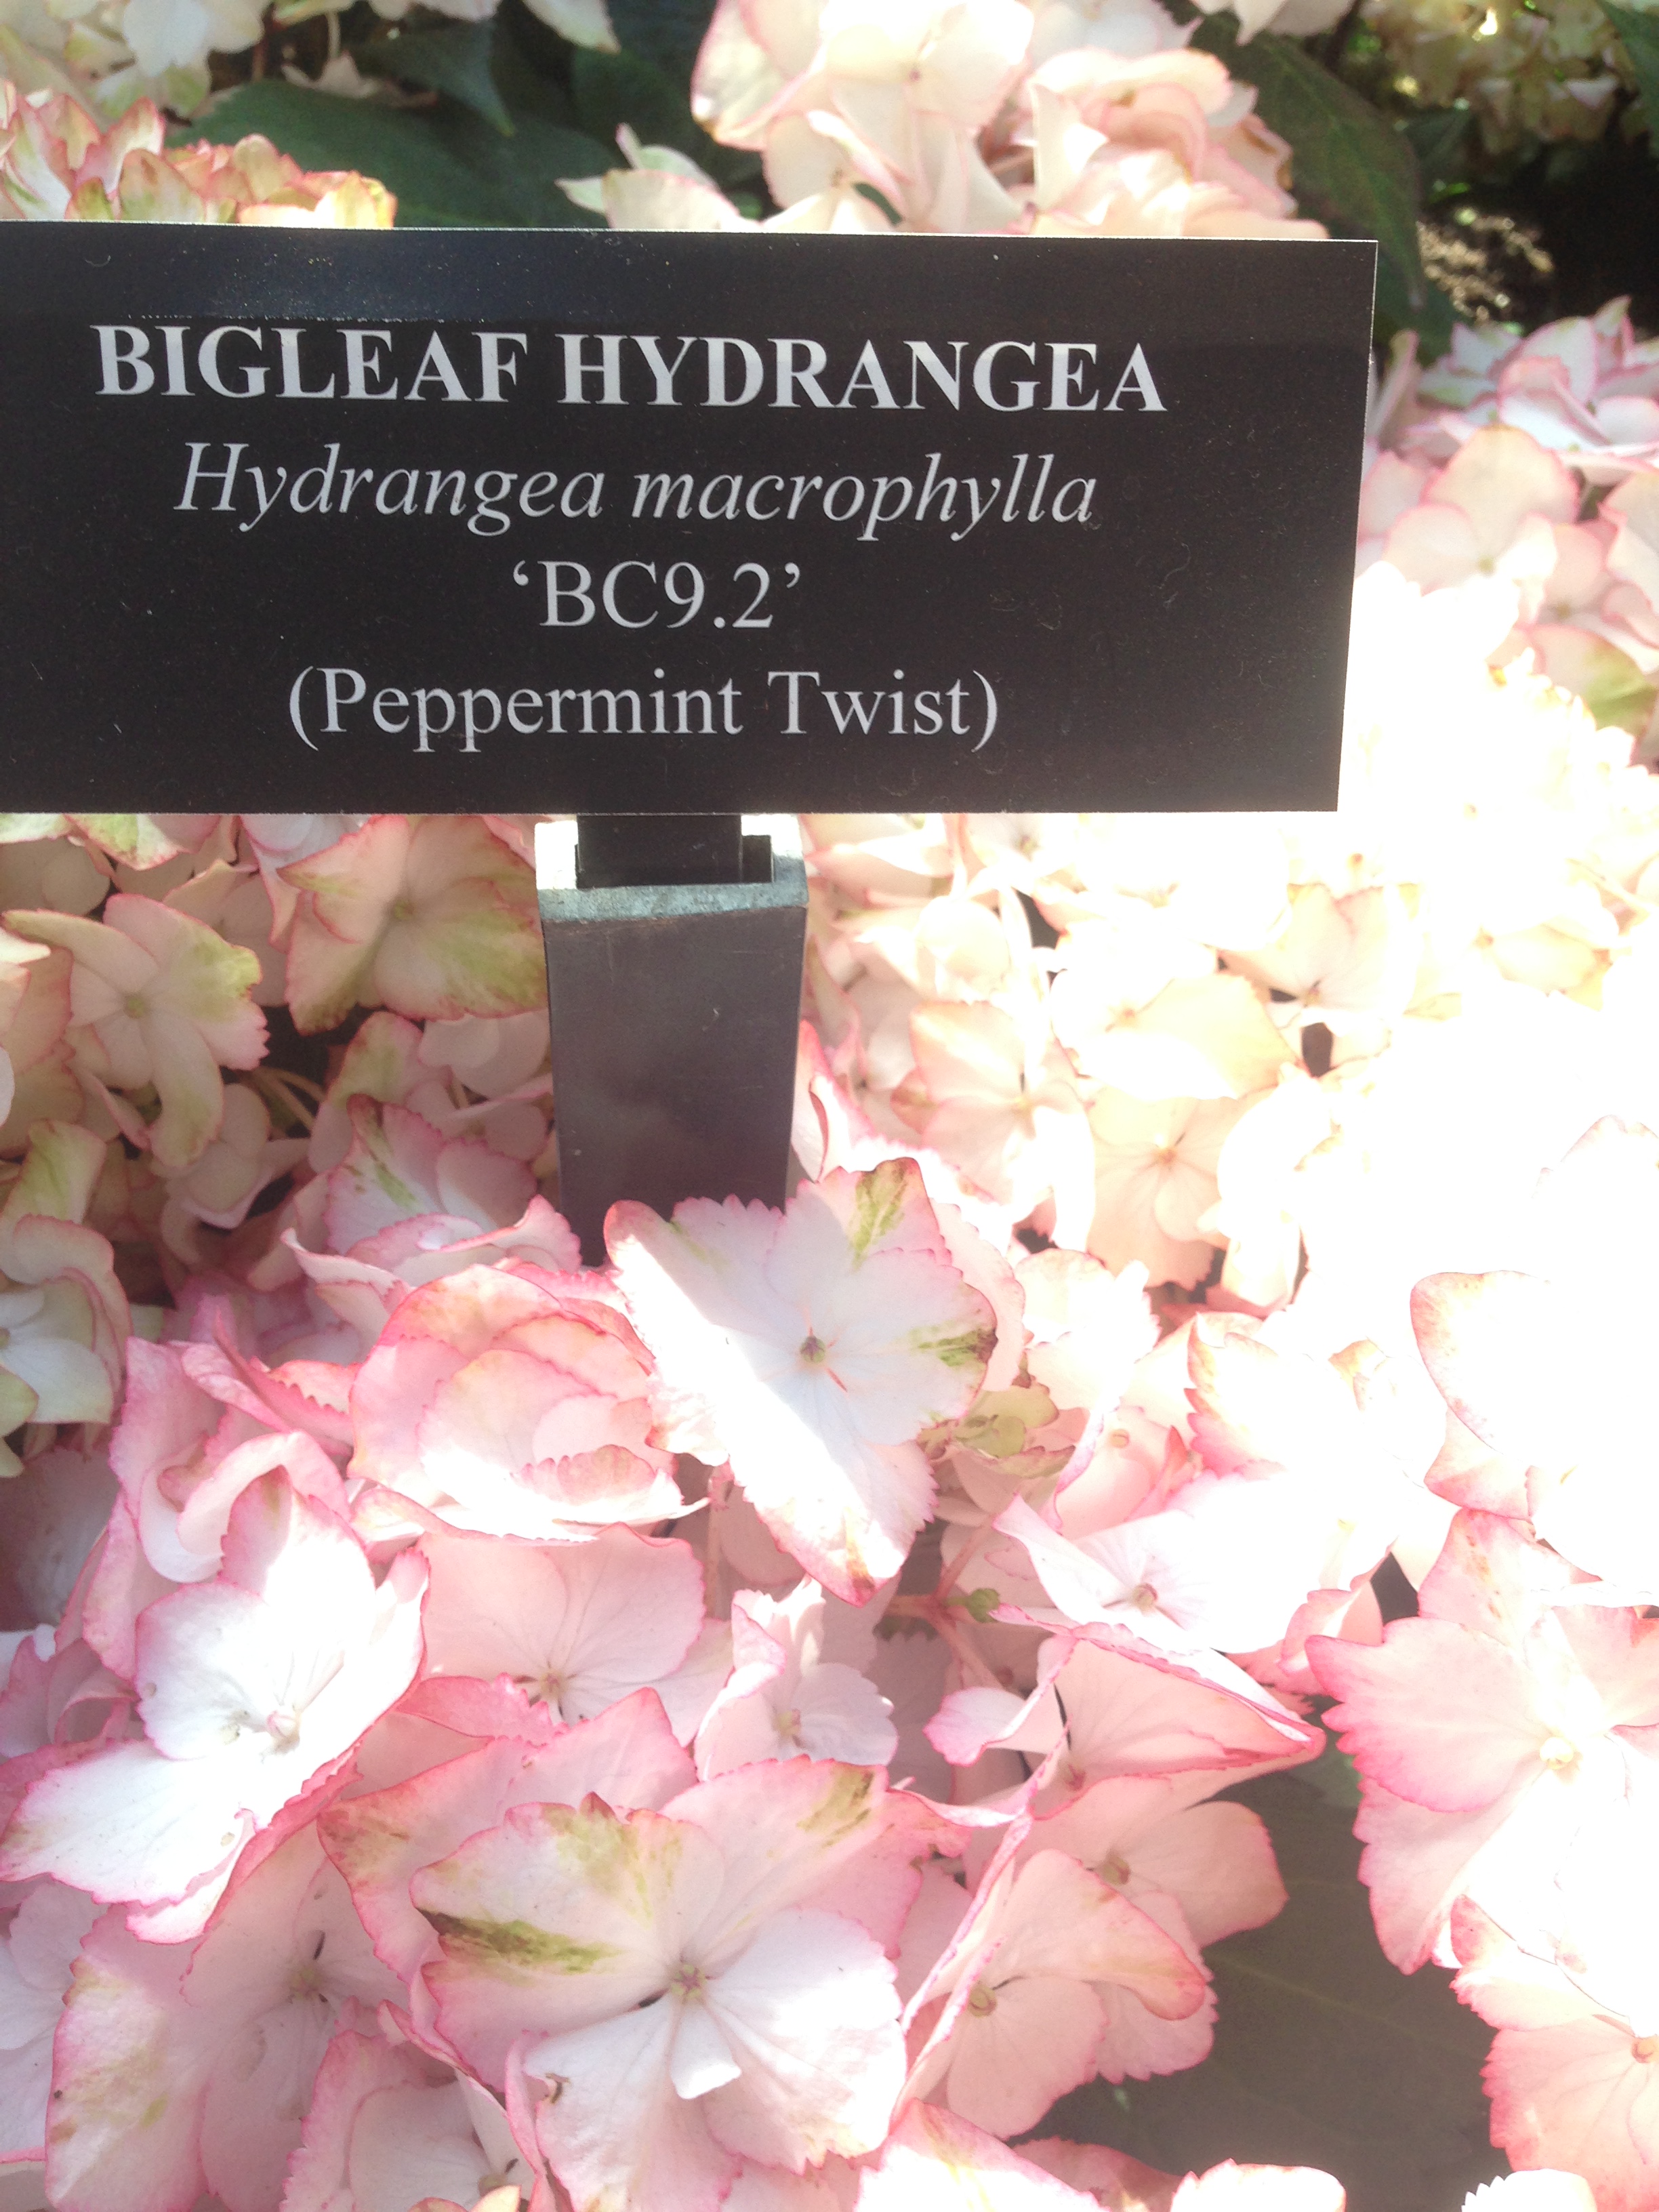 BIGLEAF HYDRANGEA
Hydrangea macrophylla
‘BC9.2’
(Peppermint Twist)